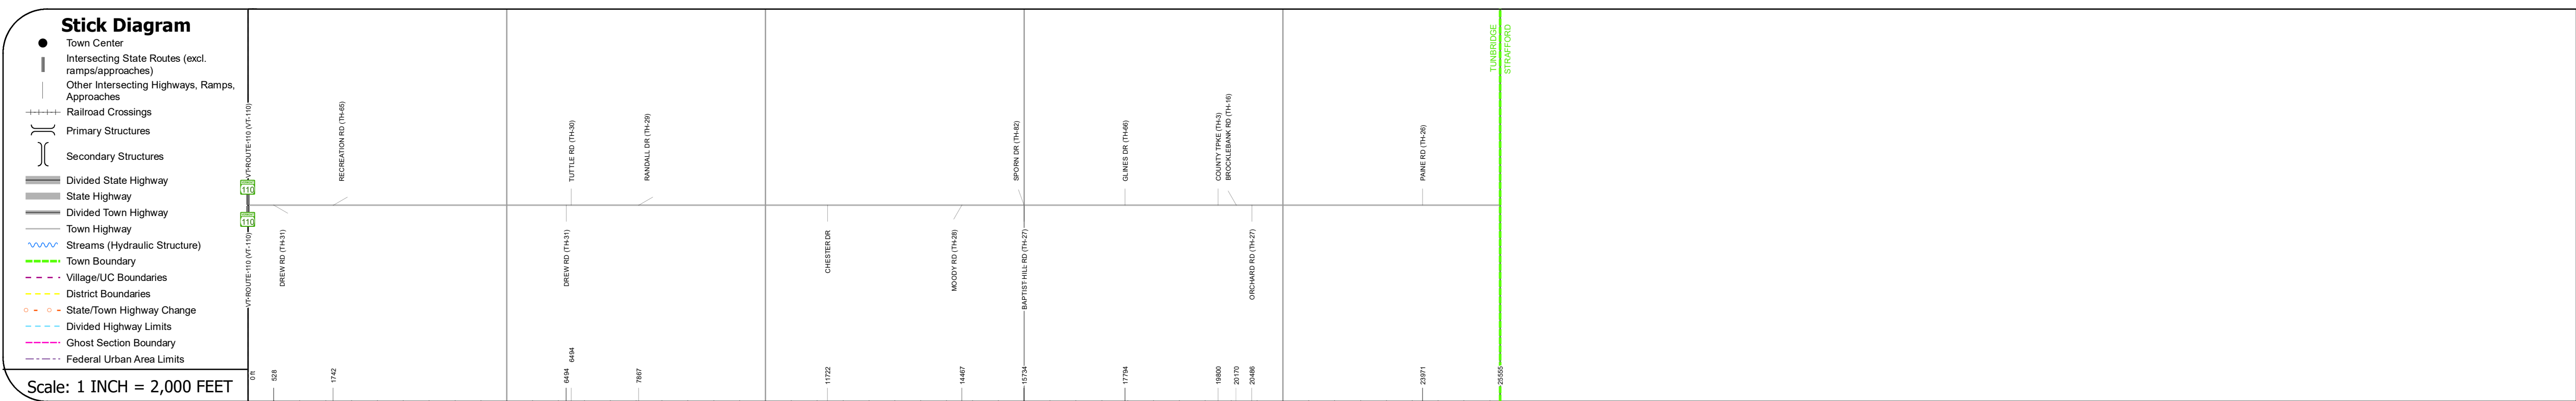 Stick Diagram
Town Center
Intersecting State Routes (excl.
ramps/approaches)
Other Intersecting Highways, Ramps,
Approaches
Railroad Crossings
Primary Structures
Secondary Structures
Divided State Highway
State Highway
Divided Town Highway
Town Highway
Streams (Hydraulic Structure)
Town Boundary
Village/UC Boundaries
District Boundaries
State/Town Highway Change
Divided Highway Limits
Ghost Section Boundary
Federal Urban Area Limits
Scale: 1 INCH = 2,000 FEET
VT-ROUTE-110 (VT-110)
RECREATION RD (TH-65)
TUTTLE RD (TH-30)
RANDALL DR (TH-29)
SPORN DR (TH-82)
GLINES DR (TH-66)
COUNTY TPKE (TH-3)
BROCKLEBANK RD (TH-16)
PAINE RD (TH-26)
TUNBRIDGE
STRAFFORD
110
110
VT-ROUTE-110 (VT-110)
DREW RD (TH-31)
DREW RD (TH-31)
CHESTER DR
MOODY RD (TH-28)
BAPTIST HILL RD (TH-27)
ORCHARD RD (TH-27)
0 ft
528
1742
6494
6494
7867
11722
14467
15734
17794
19800
20170
20486
23971
25555